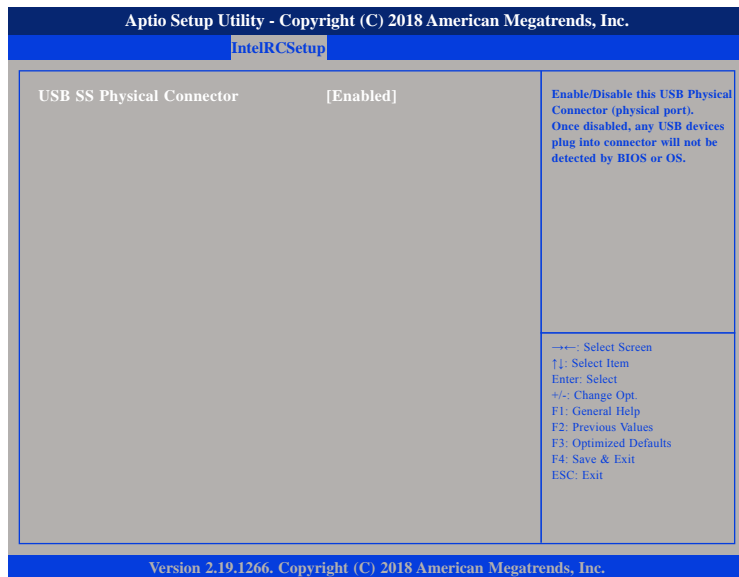 Aptio Setup Utility - Copyright (C) 2018 American Megatrends, Inc.
IntelRCSetup
USB SS Physical Connector [Enabled]
Enable/Disable this USB Physical
Connector (physical port).
Once disabled, any USB devices
plug into connector will not be
detected by BIOS or OS.
→←: Select Screen
↑↓: Select Item
Enter: Select
+/-: Change Opt.
F1: General Help
F2: Previous Values
F3: Optimized Defaults
F4: Save & Exit
ESC: Exit
Version 2.19.1266. Copyright (C) 2018 American Megatrends, Inc.